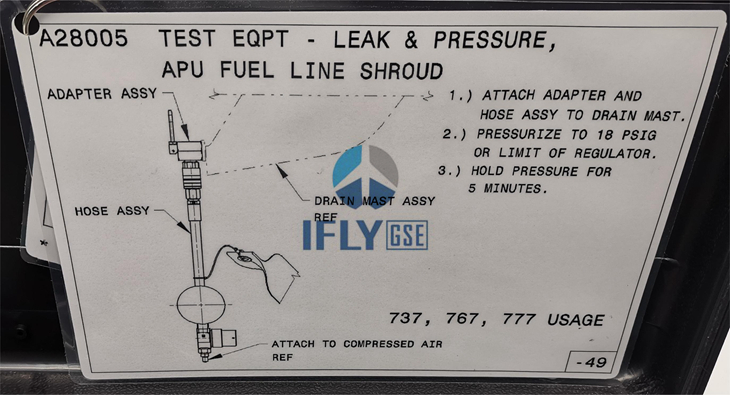 A28005 TEST EQPT - LEAK & PRESSURE,
APU FUEL LINE SHROUD
ADAPTER ASSY
1.) ATTACH ADAPTER AND
HOSE ASSY TO DRAIN MAST.
2.) PRESSURIZE TO 18 PSIG
OR LIMIT OF REGULATOR.
3.) HOLD PRESSURE FOR
5 MINUTES.
HOSE ASSY
DRAIN MAST ASSY
REF
IFLY GSE
737, 767, 777 USAGE
ATTACH TO COMPRESSED AIR
REF
-49